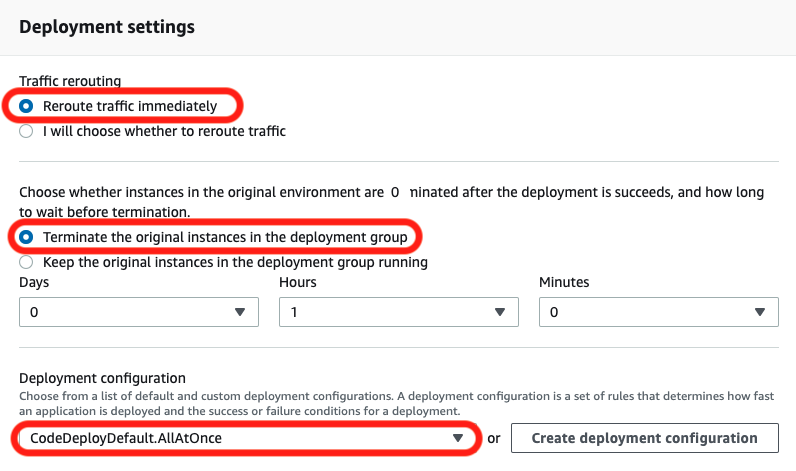 Deployment settings
Traffic rerouting
Reroute traffic immediately
I will choose whether to reroute traffic
Choose whether instances in the original environment are 0 minated after the deployment is succeeds, and how long
to wait before termination.
Terminate the original instances in the deployment group
Keep the original instances in the deployment group running
Days Hours Minutes
0 1 0
Deployment configuration
Choose from a list of default and custom deployment configurations. A deployment configuration is a set of rules that determines how fast
an application is deployed and the success or failure conditions for a deployment.
CodeDeployDefault.AllAtOnce or Create deployment configuration